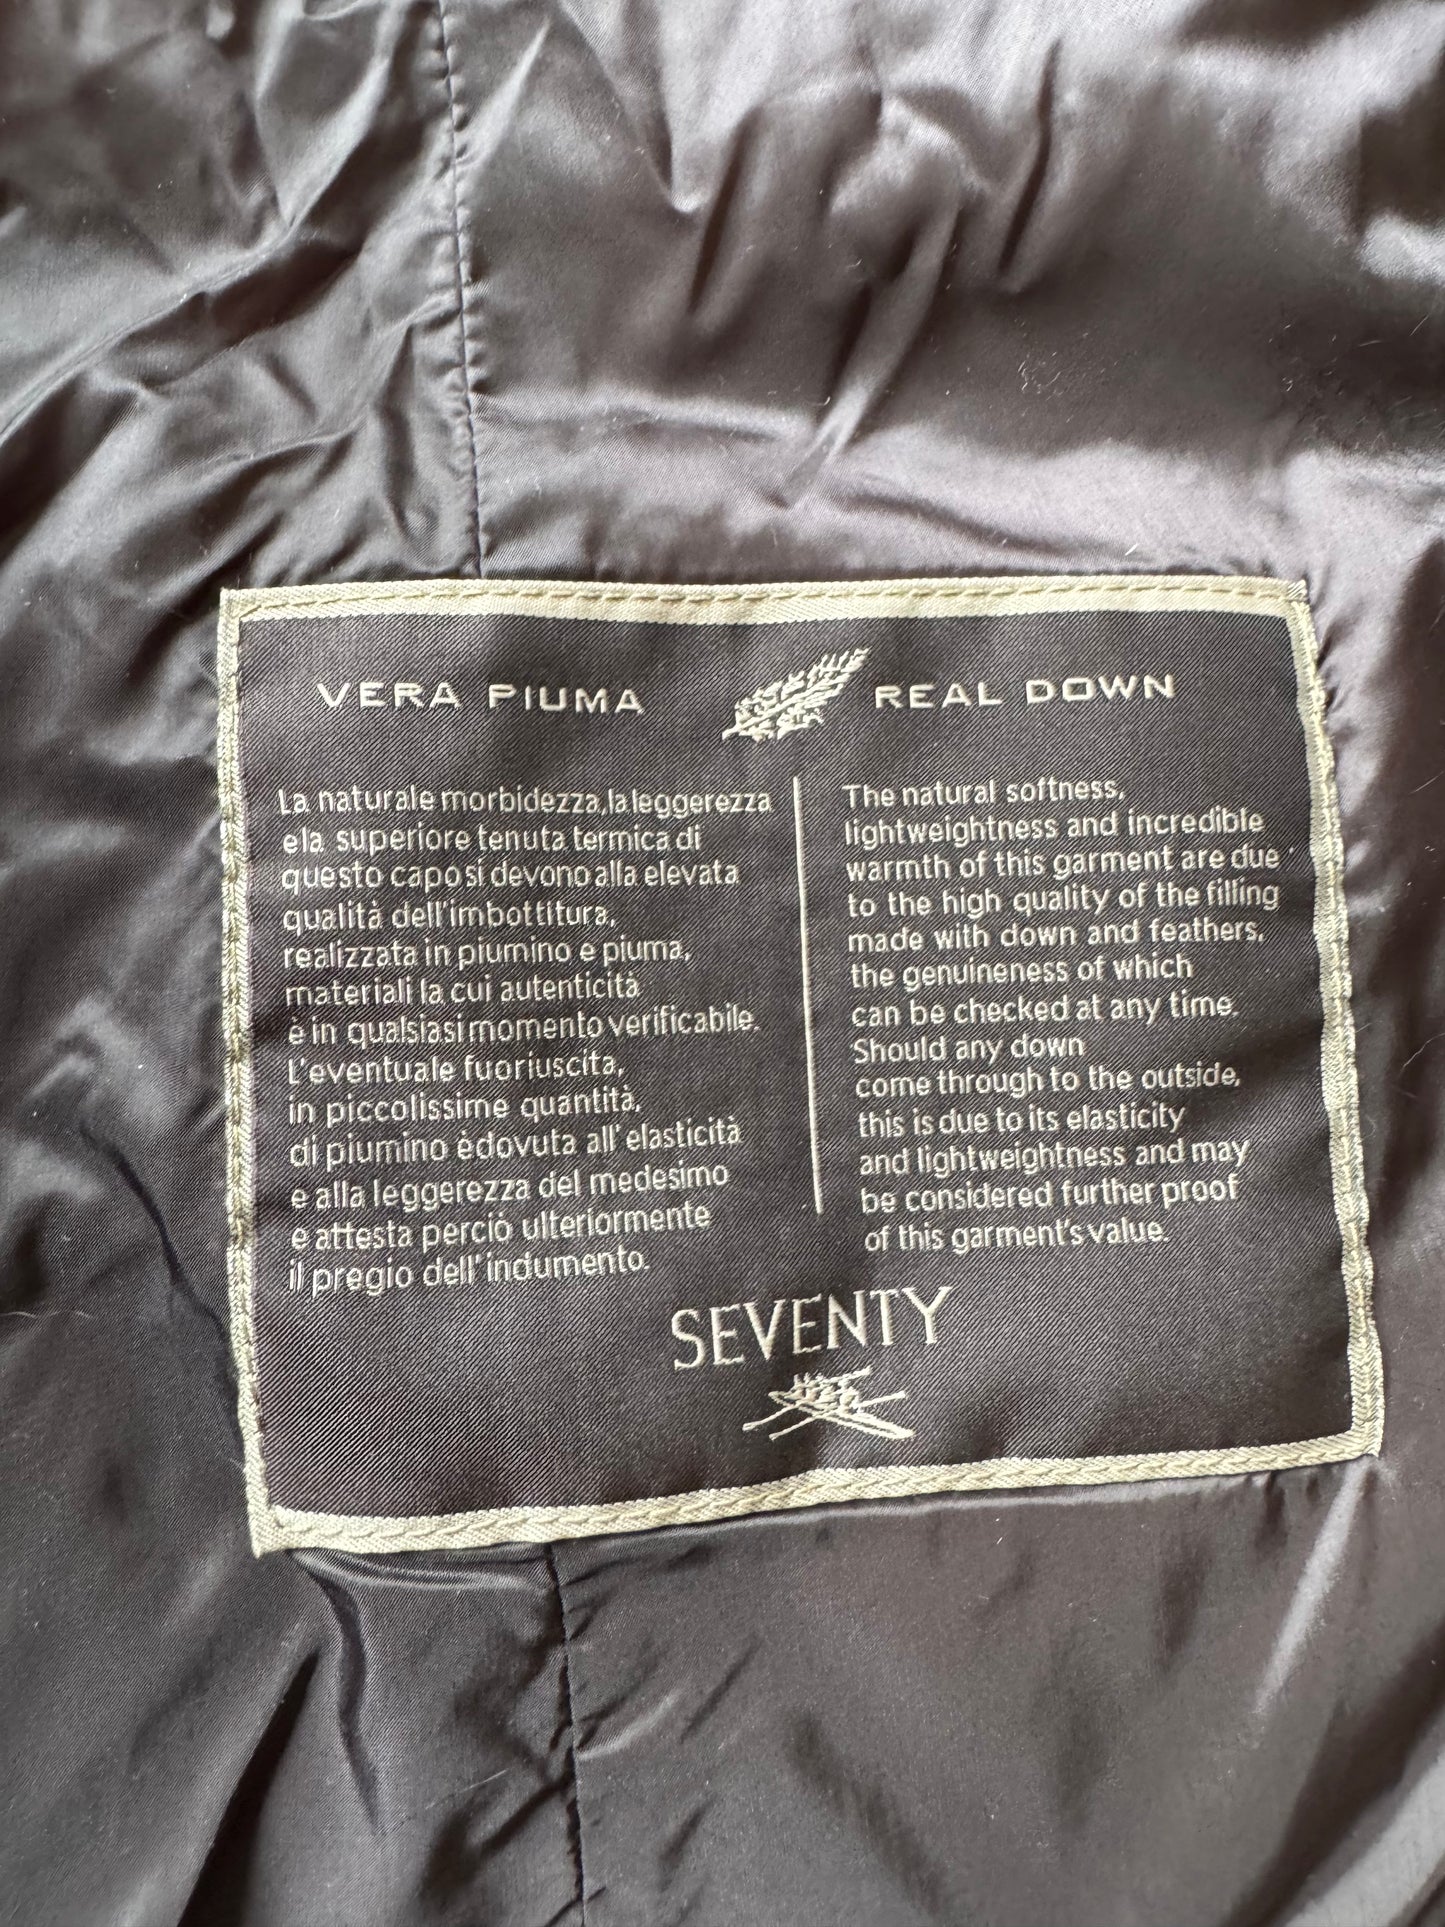 VERA PIUMA
La naturale morbidezza, la leggerezza
e la superiore tenuta termica di
questo capo si devono alla elevata
qualità dell'imbottitura,
realizzata in piumino e piuma,
materiali la cui autenticità
è in qualsiasi momento verificabile.
L'eventuale fuoriuscita,
in piccolissime quantità,
di piumino è dovuta all'elasticità
e alla leggerezza del medesimo
e attesta perciò ulteriormente
il pregio dell'indumento.
REAL DOWN
The natural softness,
lightweightness and incredible
warmth of this garment are due
to the high quality of the filling
made with down and feathers,
the genuineness of which
can be checked at any time.
Should any down
come through to the outside,
this is due to its elasticity
and lightweightness and may
be considered further proof
of this garment's value.
SEVENTY